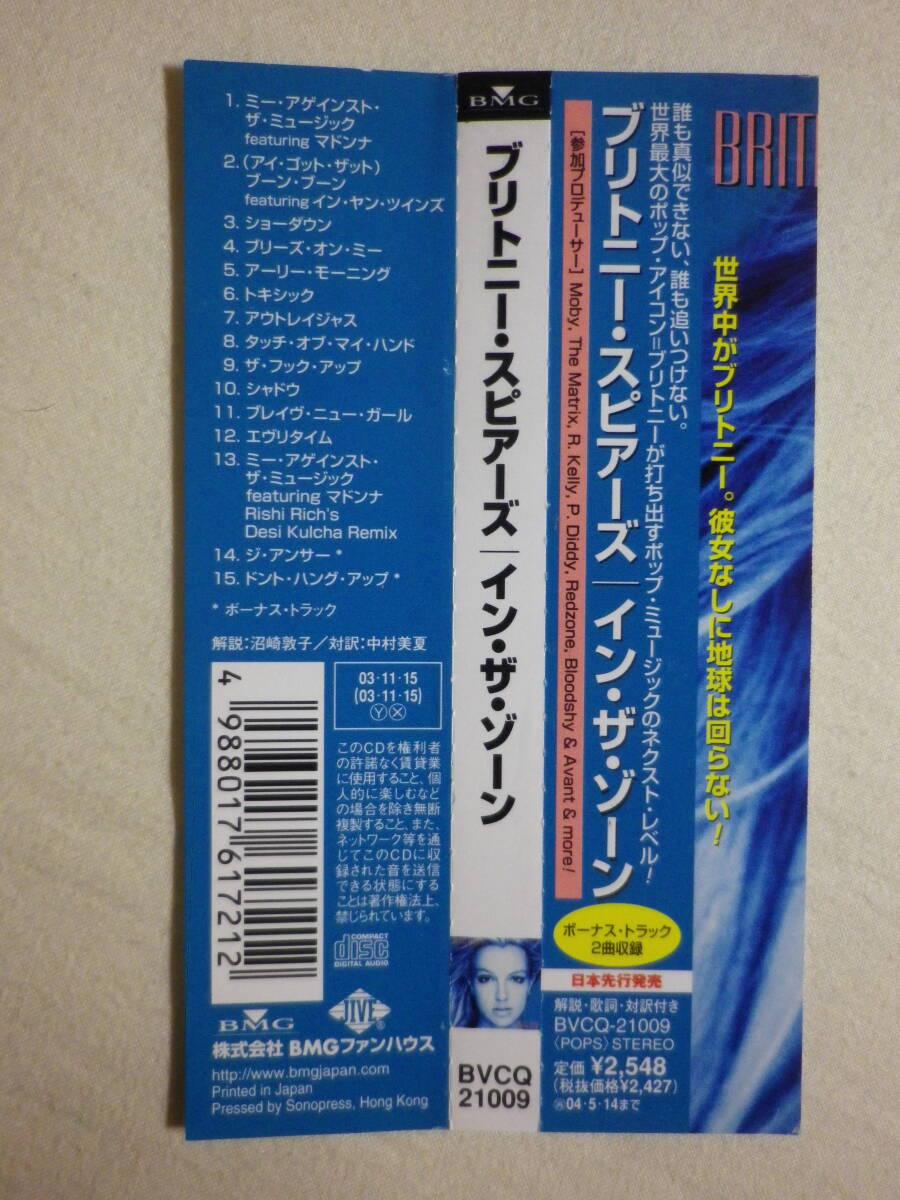 1. ミー・アゲインスト・
ザ・ミュージック
featuring マドンナ
2. (アイ・ゴット・ザット)
ブーン・ブーン
featuring イン・ヤン・ツインズ
3. ショーダウン
4. ブリーズ・オン・ミー
5. アーリー・モーニング
6. トキシック
7. アウトレイジャス
8. タッチ・オブ・マイ・ハンド
9. ザ・フック・アップ
10. シャドウ
11. ブレイヴ・ニュー・ガール
12. エヴリタイム
13. ミー・アゲインスト・
ザ・ミュージック
featuring マドンナ
Rishi Rich's
Desi Kulcha Remix
14. ジ・アンサー *
15. ドント・ハング・アップ *
* ボーナス・トラック
解説：沼崎敦子／対訳：中村美夏
4 988017 617212
03・11・15
(03・11・15)
Y X
このCDを権利者
の許諾なく賃貸業
に使用すること、個
人的に楽しむなど
の場合を除き無断
複製すること、また、
ネットワーク等を通
じてこのCDに収
録された音を送信
できる状態にする
ことは著作権法上、
禁じられています。
COMPACT
disc
DIGITAL AUDIO
BMG
JIVE
®
株式会社 BMGファンハウス
http://www.bmgjapan.com
Printed in Japan
Pressed by Sonopress, Hong Kong
BMG
ブリトニー・スピアーズ｜イン・ザ・ゾーン
BVCQ
21009
BRIT
世界中がブリトニー。彼女なしに地球は回らない！
誰も真似できない、誰も追いつけない。
世界最大のポップ・アイコン＝ブリトニーが打ち出すポップ・ミュージックのネクスト・レベル！
ブリトニー・スピアーズ｜イン・ザ・ゾーン
[参加プロデューサー] Moby, The Matrix, R. Kelly, P. Diddy, Redzone, Bloodshy & Avant & more!
ボーナス・トラック
2曲収録
日本先行発売
解説・歌詞・対訳付き
BVCQ-21009
〈POPS〉STEREO
定価 ¥2,548
(税抜価格¥2,427)
04・5・14まで